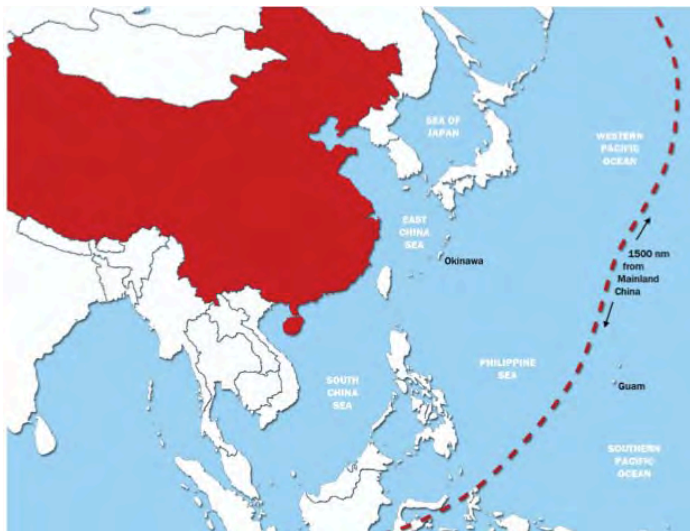 SEA OF
JAPAN
WESTERN
PACIFIC
OCEAN
EAST
CHINA
SEA
Okinawa
1500 nm
from
Mainland
China
PHILIPPINE
SEA
SOUTH
CHINA
SEA
Guam
SOUTHERN
PACIFIC
OCEAN